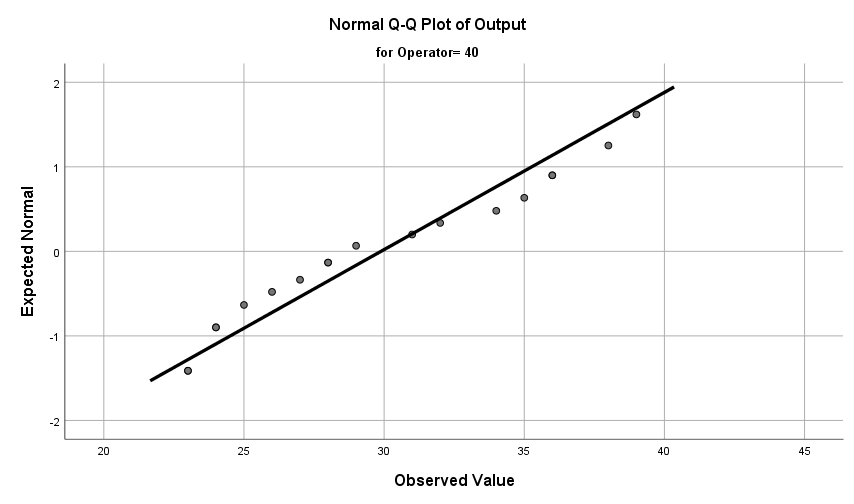 Normal Q-Q Plot of Output
for Operator= 40
2
1
0
-1
-2
Expected Normal
20 25 30 35 40 45
Observed Value